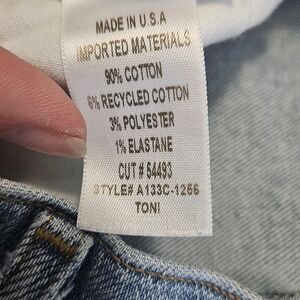 MADE IN U.S.A
IMPORTED MATERIALS
90% COTTON
6% RECYCLED COTTON
3% POLYESTER
1% ELASTANE
CUT # 54493
STYLE# A133C-1256
TONI